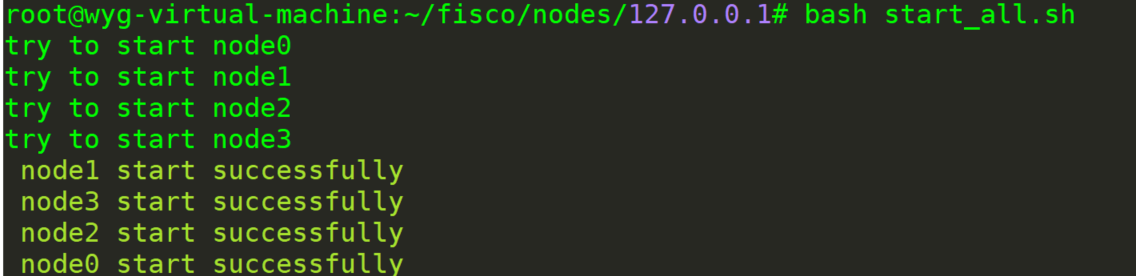 root@wyg-virtual-machine:~/fisco/nodes/127.0.0.1# bash start_all.sh
try to start node0
try to start node1
try to start node2
try to start node3
 node1 start successfully
 node3 start successfully
 node2 start successfully
 node0 start successfully